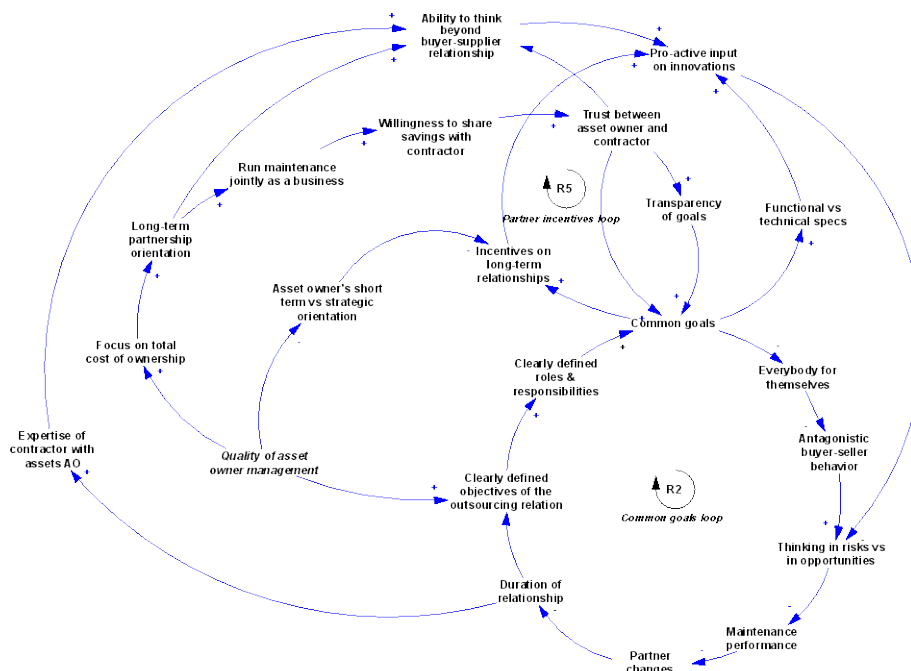 Ability to think
beyond
buyer-supplier
relationship
Pro-active input
on innovations
Willingness to share
savings with
contractor
Trust between
asset owner and
contractor
Run maintenance
jointly as a business
R5
Partner incentives loop
Transparency
of goals
Functional vs
technical specs
Long-term
partnership
orientation
Incentives on
long-term
relationships
Asset owner's short
term vs strategic
orientation
Common goals
Focus on total
cost of ownership
Clearly defined
roles &
responsibilities
Everybody for
themselves
Expertise of
contractor with
assets AO
Quality of asset
owner management
Antagonistic
buyer-seller
behavior
Clearly defined
objectives of the
outsourcing relation
R2
Common goals loop
Thinking in risks vs
in opportunities
Duration of
relationship
Maintenance
performance
Partner
changes